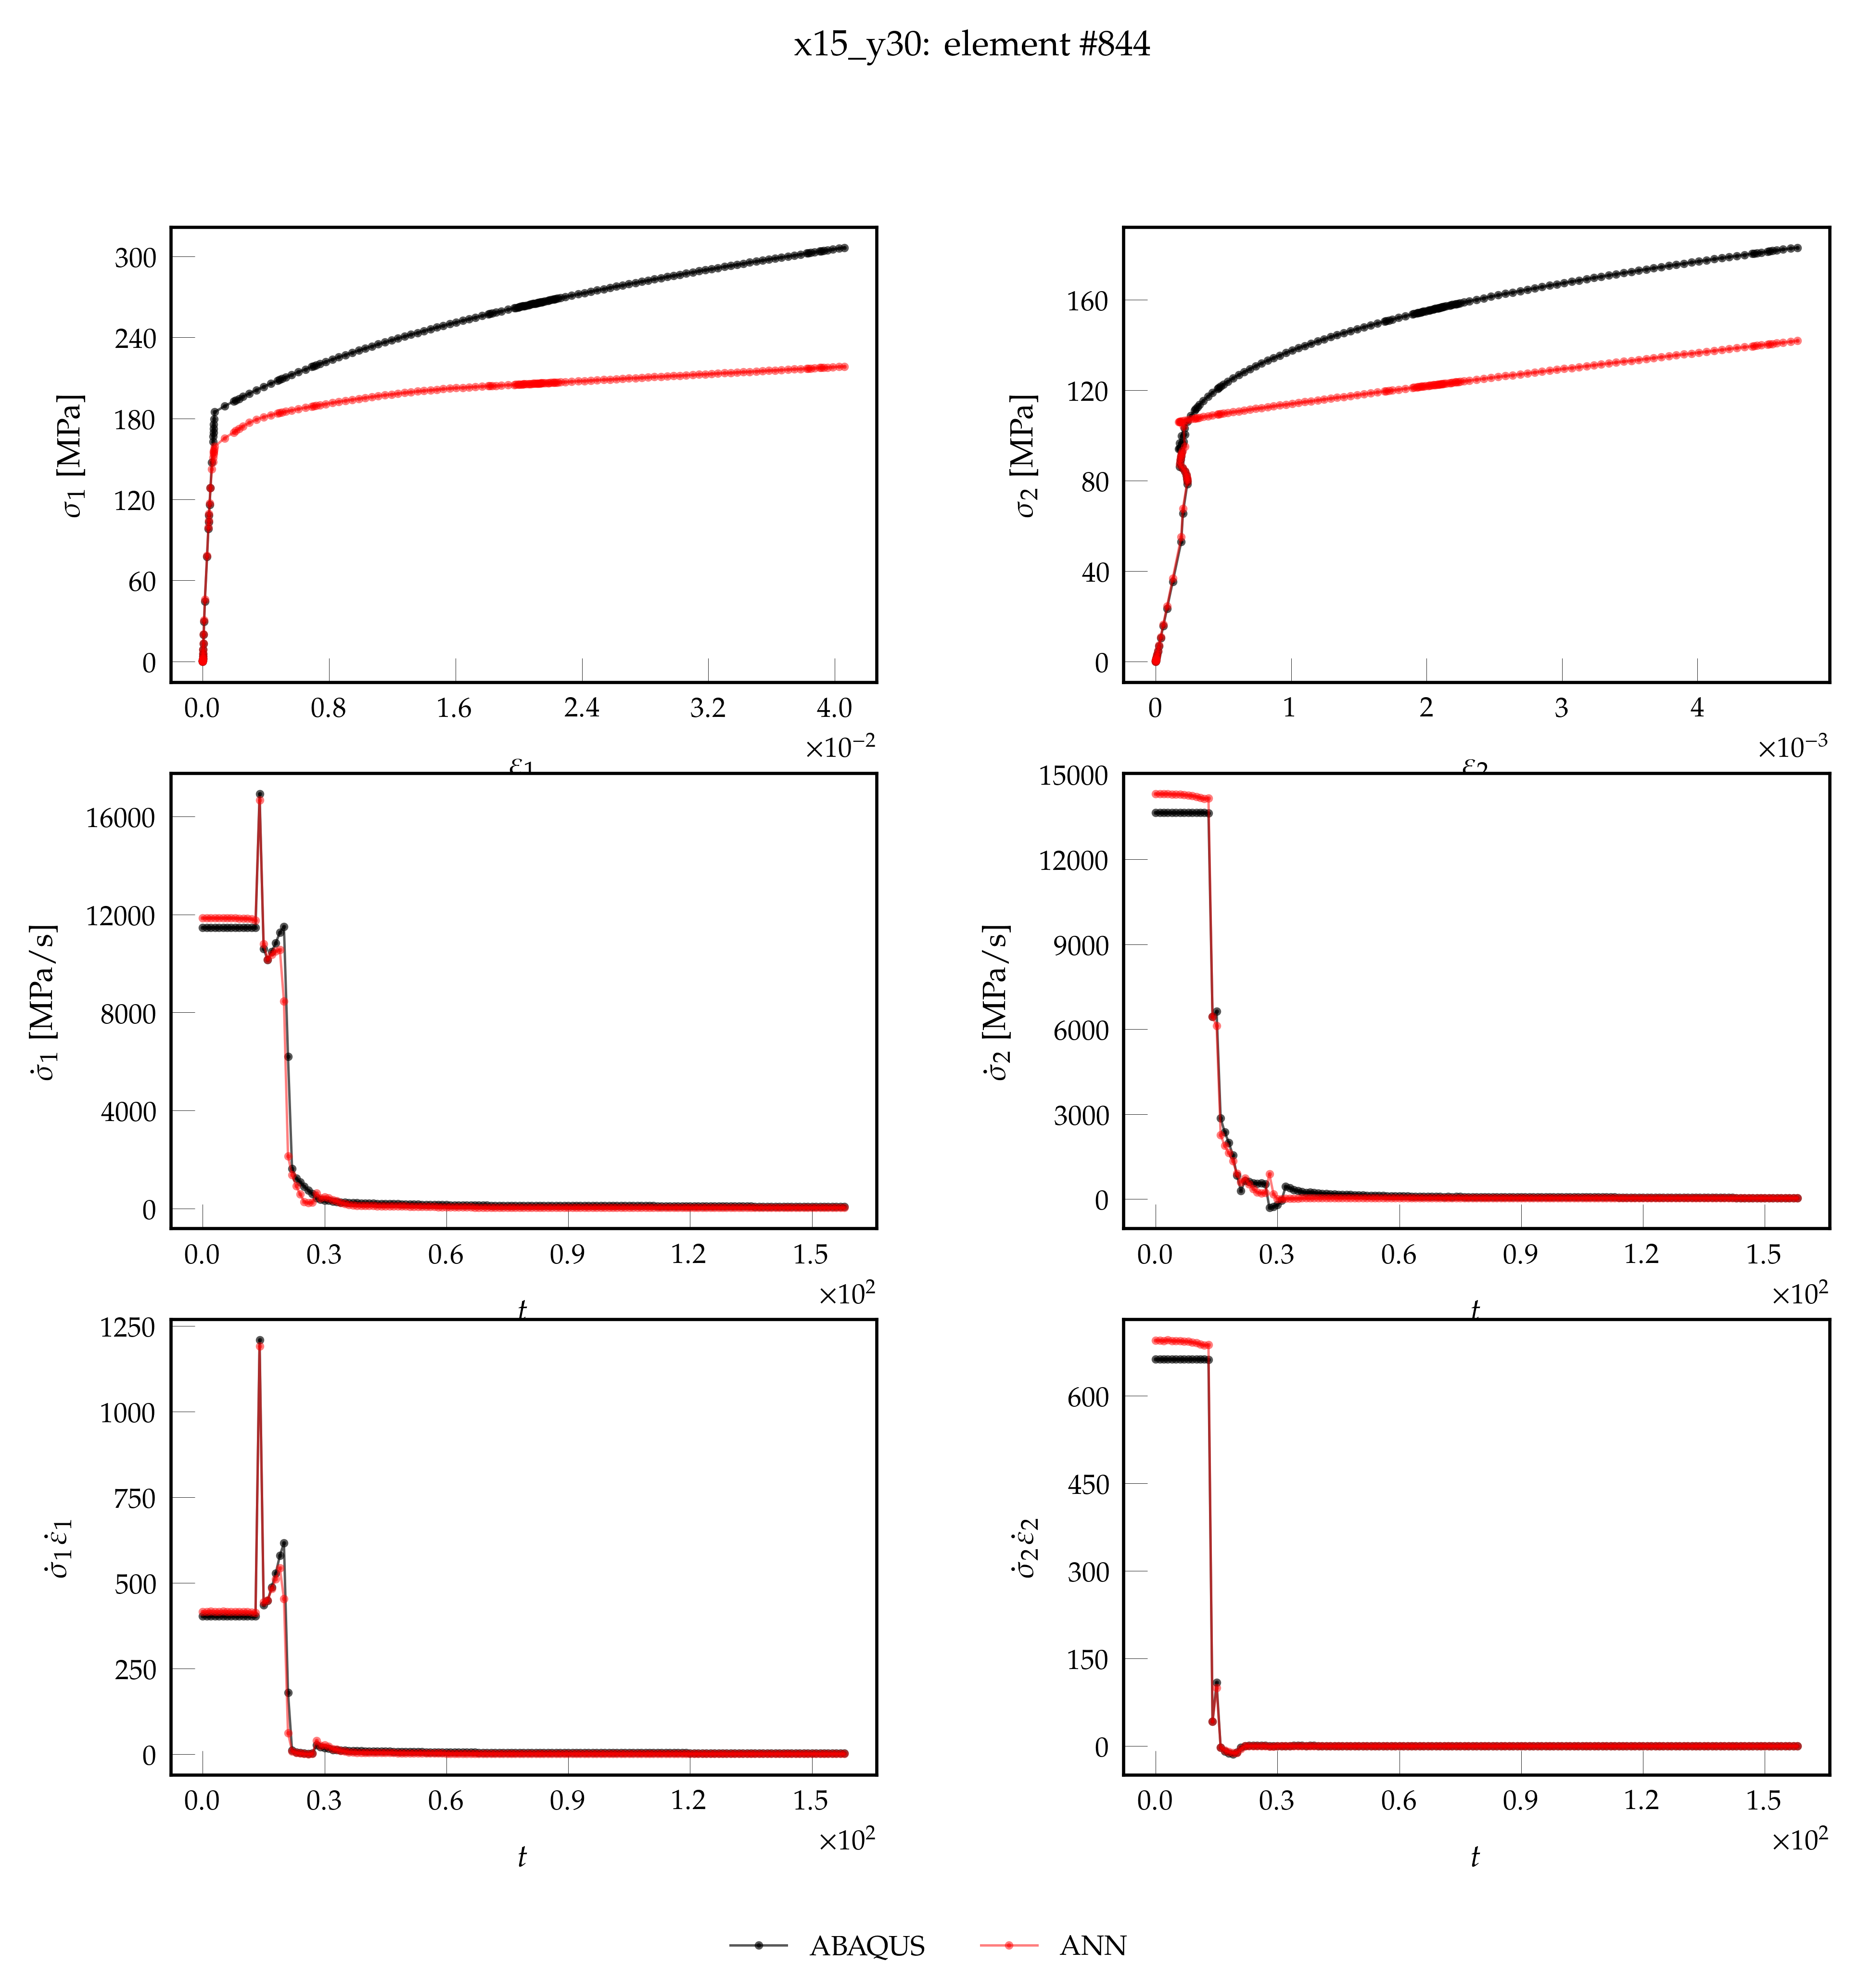 x15_y30: element #844
300
240
180
120
60
0
σ₁ [MPa]
0.0 0.8 1.6 2.4 3.2 4.0
×10⁻²
ε₁
160
120
80
40
0
σ₂ [MPa]
0 1 2 3 4
×10⁻³
ε₂
16000
12000
8000
4000
0
σ̇₁ [MPa/s]
0.0 0.3 0.6 0.9 1.2 1.5
×10²
t
15000
12000
9000
6000
3000
0
σ̇₂ [MPa/s]
0.0 0.3 0.6 0.9 1.2 1.5
×10²
t
1250
1000
750
500
250
0
σ̇₁ε̇₁
0.0 0.3 0.6 0.9 1.2 1.5
×10²
t
600
450
300
150
0
σ̇₂ε̇₂
0.0 0.3 0.6 0.9 1.2 1.5
×10²
t
ABAQUS ANN